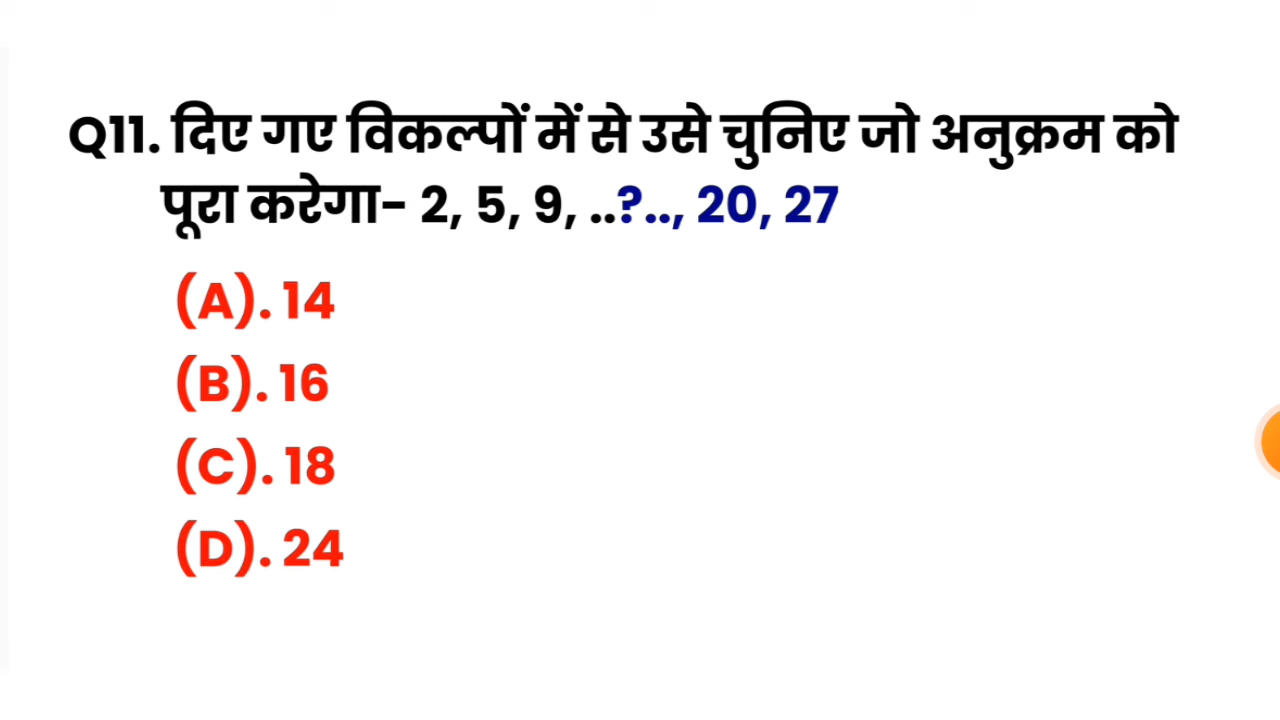 Q11. दिए गए विकल्पों में से उसे चुनिए जो अनुक्रम को
पूरा करेगा- 2, 5, 9, ..?.., 20, 27
(A). 14
(B). 16
(C). 18
(D). 24